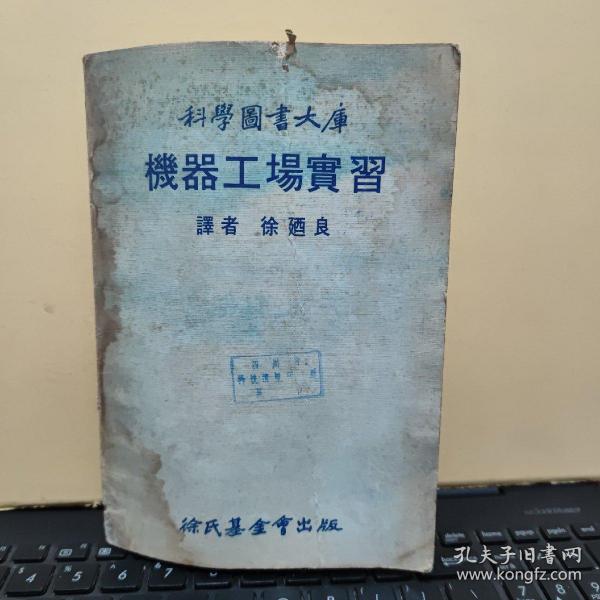 科學圖書大庫
機器工場實習
譯者 徐廼良
徐氏基金會出版
孔夫子旧书网
www.kongfz.com